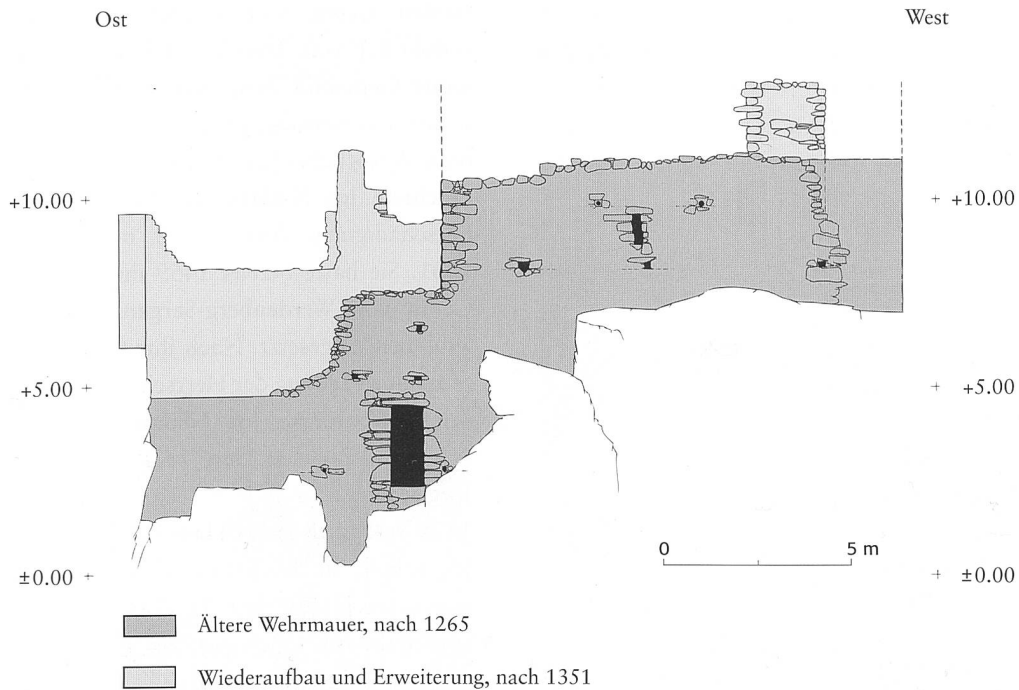 Ost West
+10.00 +10.00
+5.00 +5.00
0 5 m
±0.00 ±0.00
Ältere Wehrmauer, nach 1265
Wiederaufbau und Erweiterung, nach 1351